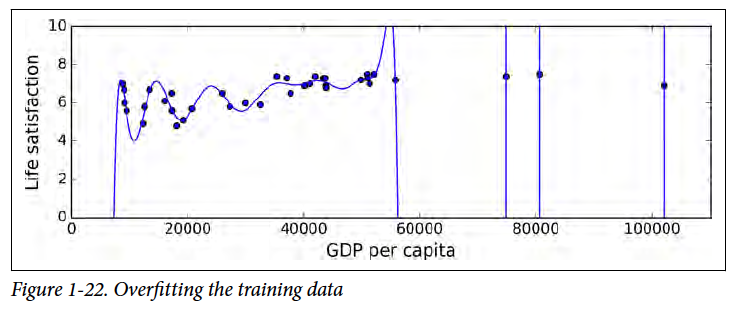 10
8
6
4
2
0
Life satisfaction
0 20000 40000 60000 80000 100000
GDP per capita
Figure 1-22. Overfitting the training data